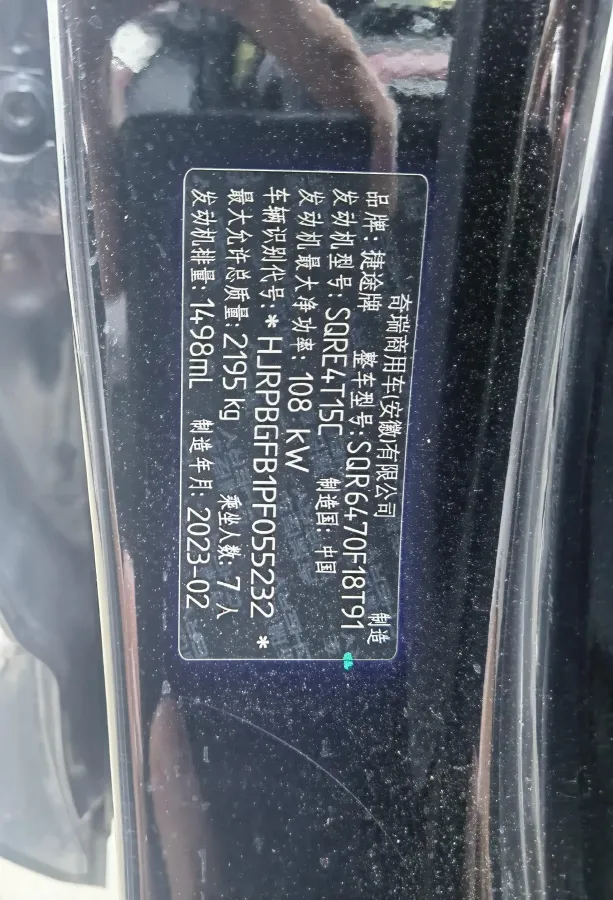 奇瑞商用车(安徽)有限公司 制造
品牌: 捷途牌 整车型号: SQR6470F18T91
发动机型号: SQRE4T15C 制造国: 中国
发动机最大净功率: 108 kW
车辆识别代号: *HJRPBGFB1PF055232*
最大允许总质量: 2195 kg 乘坐人数: 7 人
发动机排量: 1498mL 制造年月: 2023-02